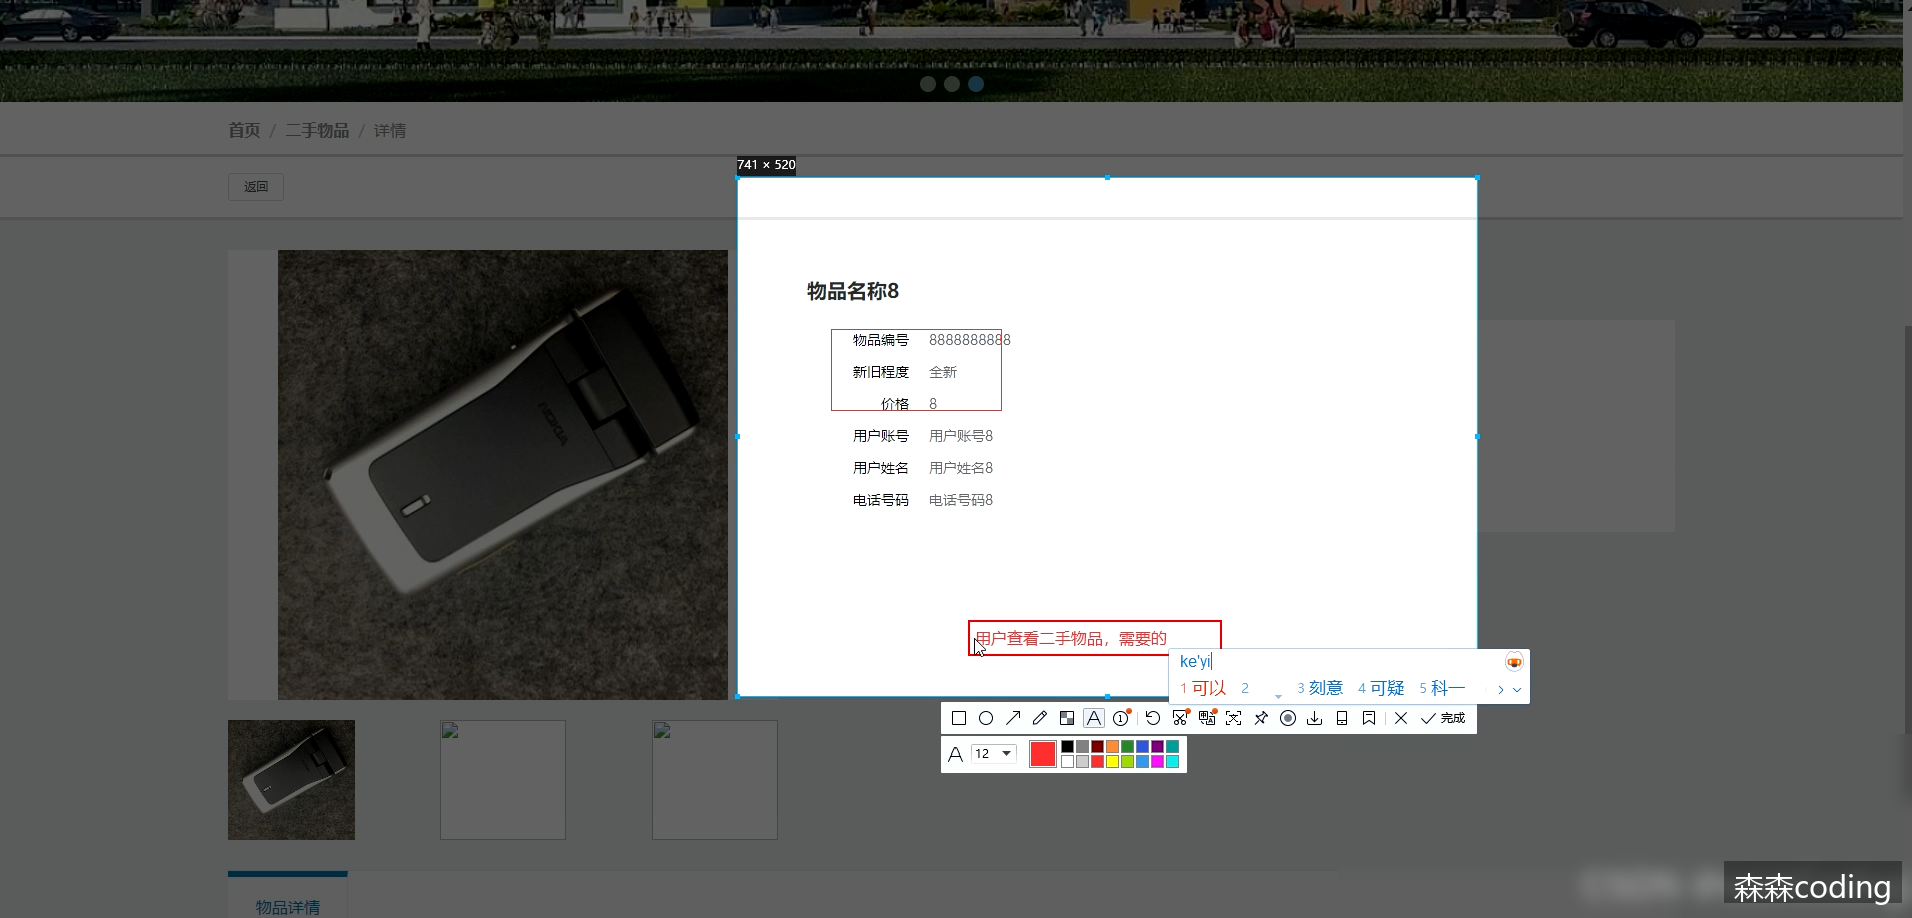 首页 / 二手物品 / 详情
741 × 520
返回
物品名称8
物品编号 8888888888
新旧程度 全新
价格 8
用户账号 用户账号8
用户姓名 用户姓名8
电话号码 电话号码8
NOKIA
用户查看二手物品，需要的
ke'yi
1 可以 2 3 刻意 4 可疑 5 科一
完成
12
物品详情
森森coding